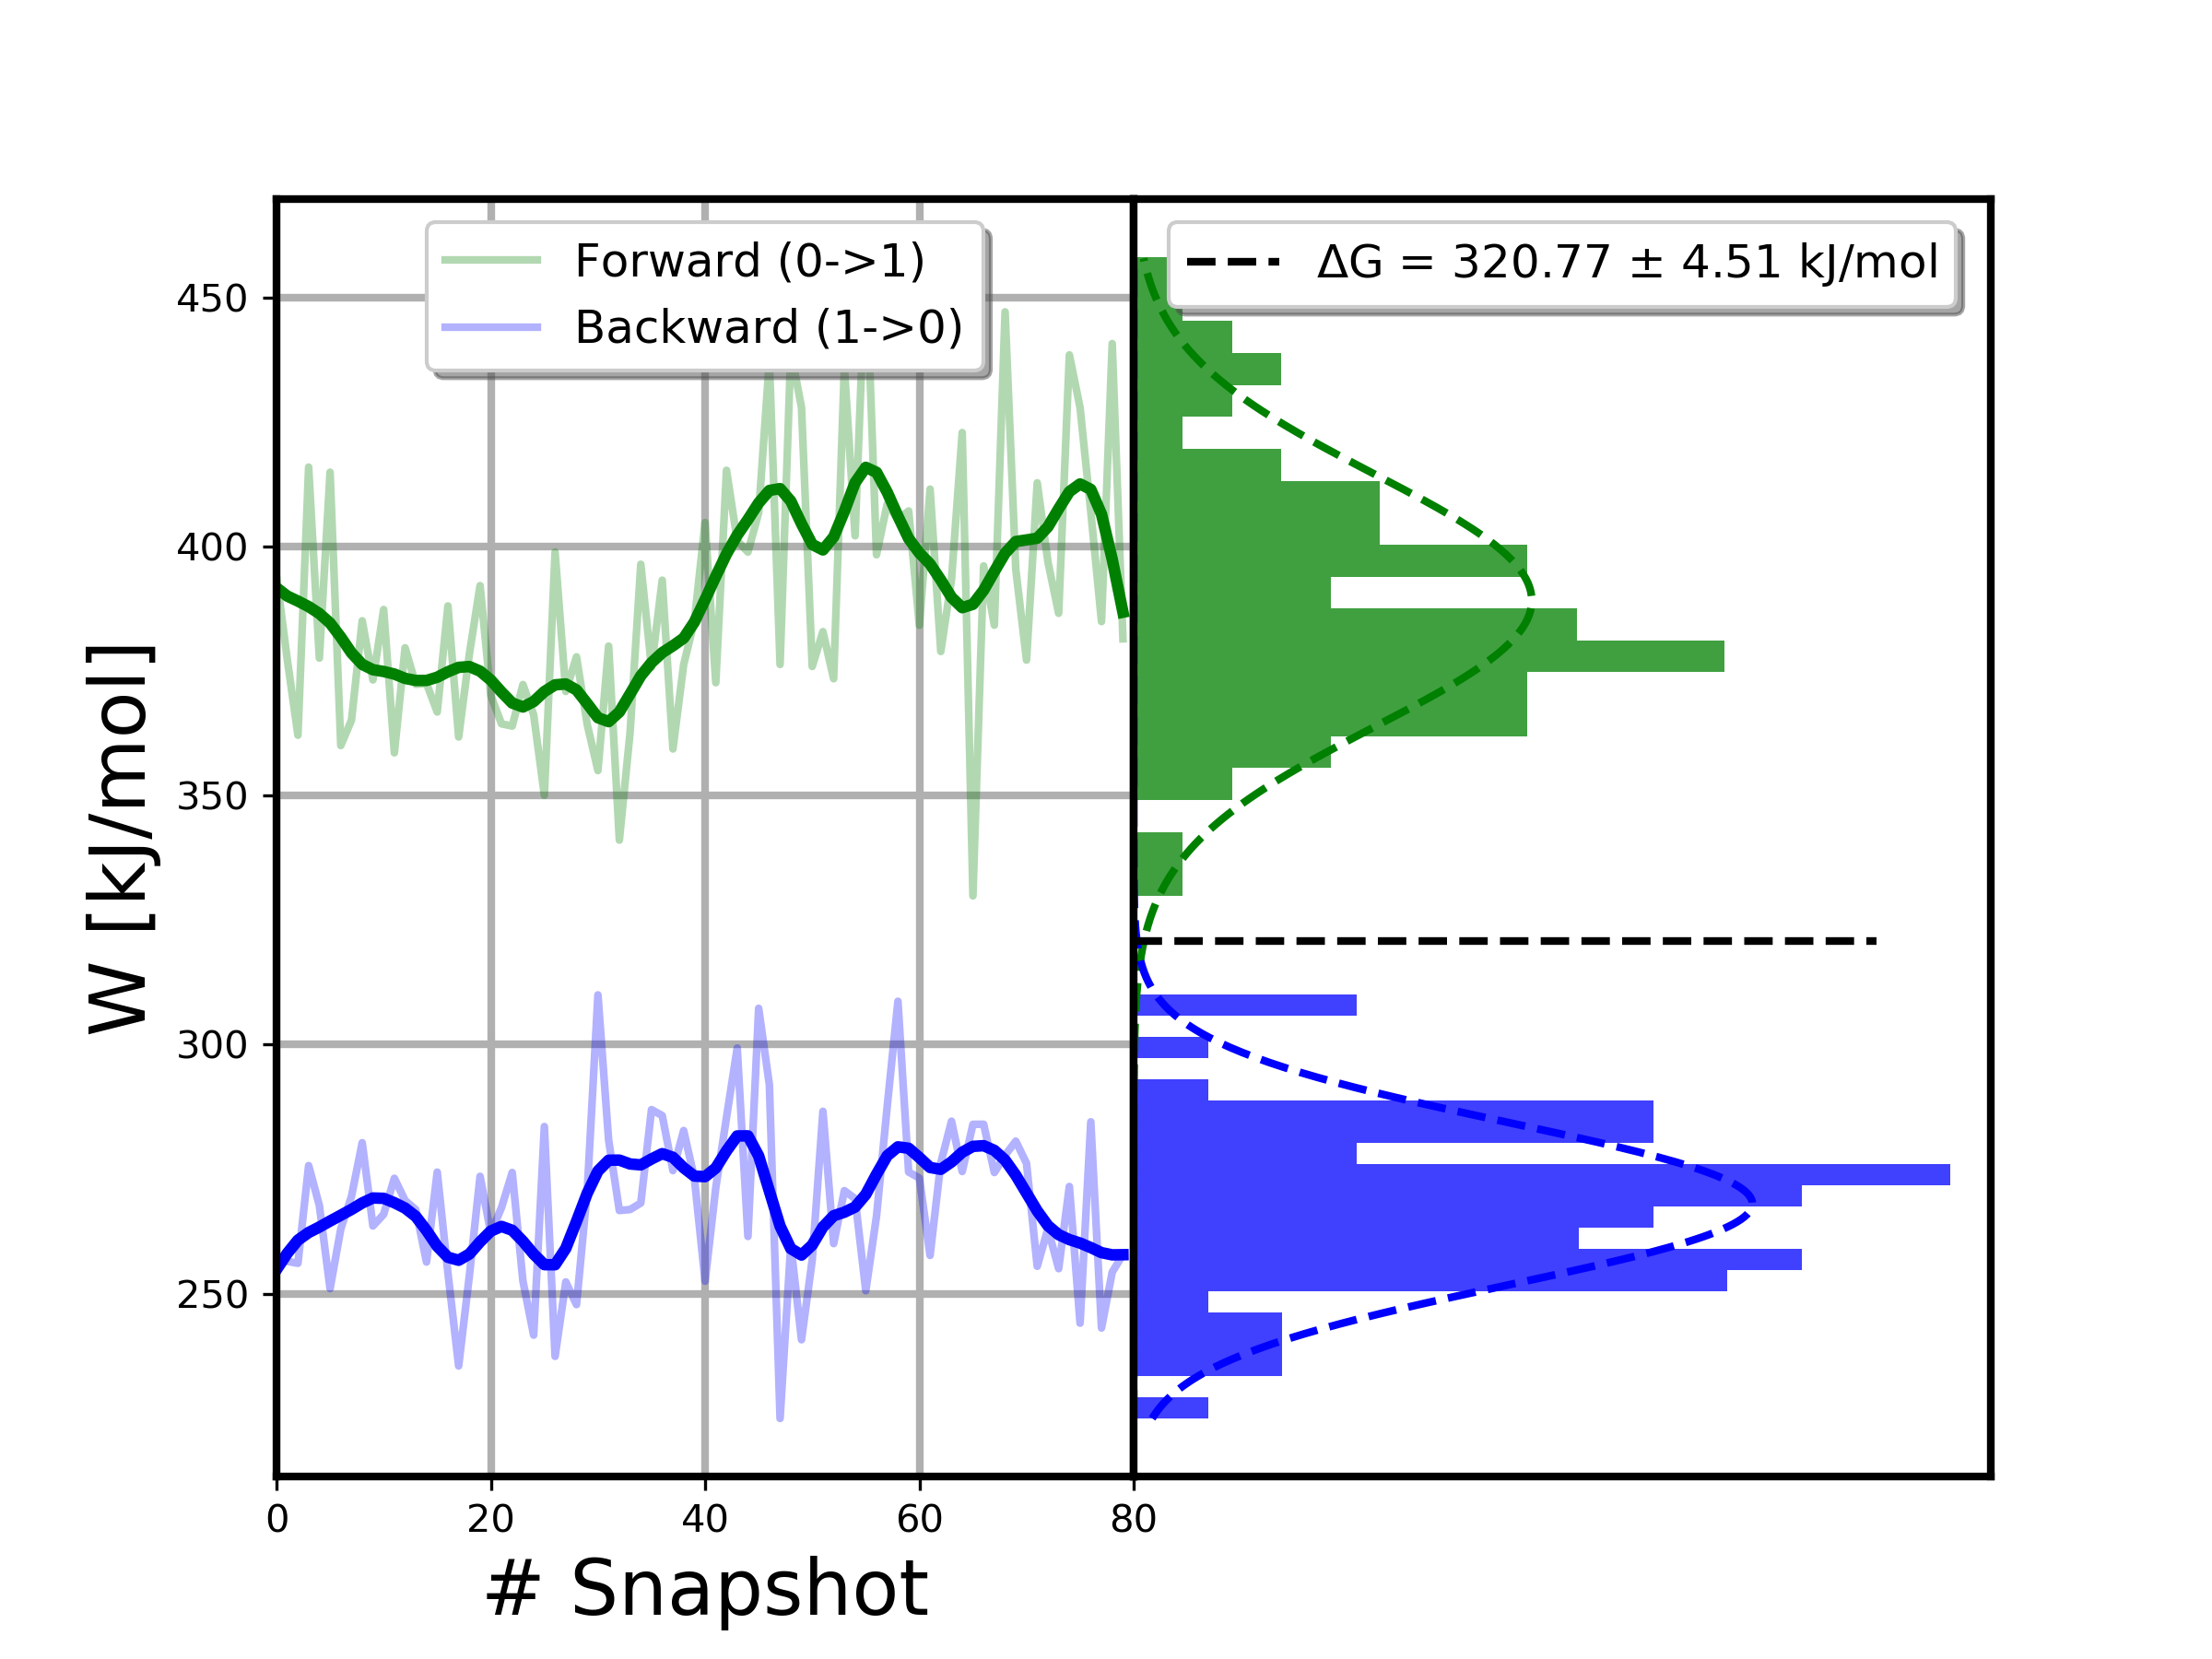 Forward (0->1)
Backward (1->0)
ΔG = 320.77 ± 4.51 kJ/mol
450
400
350
300
250
W [kJ/mol]
0 20 40 60 80
# Snapshot